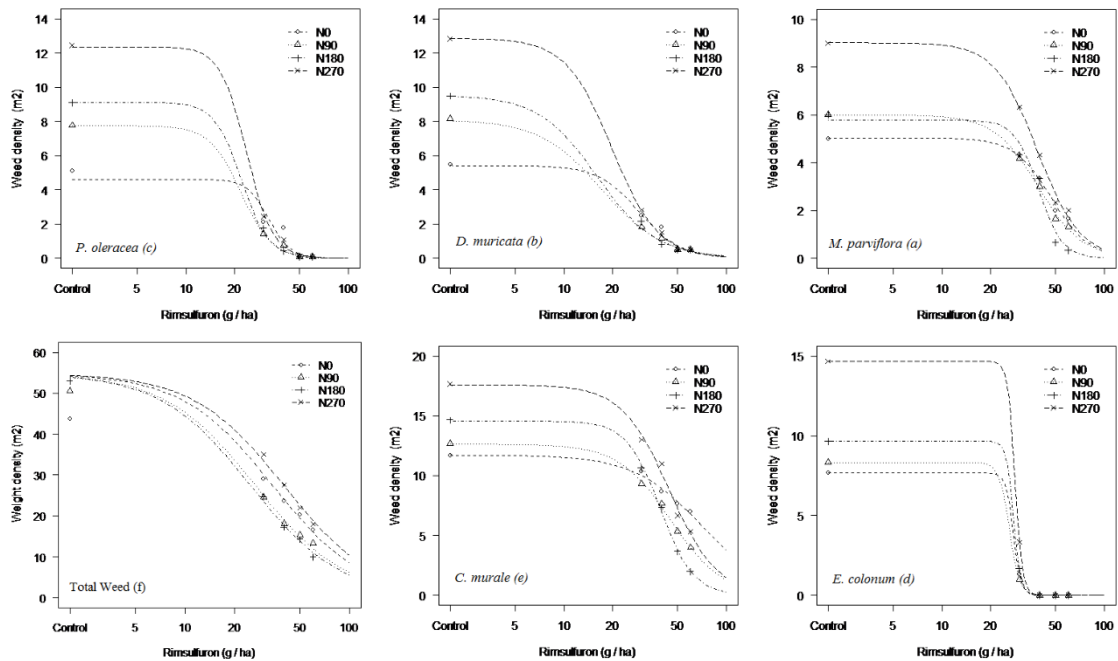 Weed density (m2)
14
12
10
8
6
4
2
0
N0
N90
N180
N270
P. oleracea (c)
Control
5
10
20
50
100
Rimsulfuron (g / ha)
Weed density (m2)
14
12
10
8
6
4
2
0
N0
N90
N180
N270
D. muricata (b)
Control
5
10
20
50
100
Rimsulfuron (g / ha)
Weed density (m2)
10
8
6
4
2
0
N0
N90
N180
N270
M. parviflora (a)
Control
5
10
20
50
100
Rimsulfuron (g / ha)
Weight density (m2)
60
50
40
30
20
10
0
N0
N90
N180
N270
Total Weed (f)
Control
5
10
20
50
100
Rimsulfuron (g / ha)
Weed density (m2)
20
15
10
5
0
N0
N90
N180
N270
C. murale (e)
Control
5
10
20
50
100
Rimsulfuron (g / ha)
Weed density (m2)
15
10
5
0
N0
N90
N180
N270
E. colonum (d)
Control
5
10
20
50
100
Rimsulfuron (g / ha)